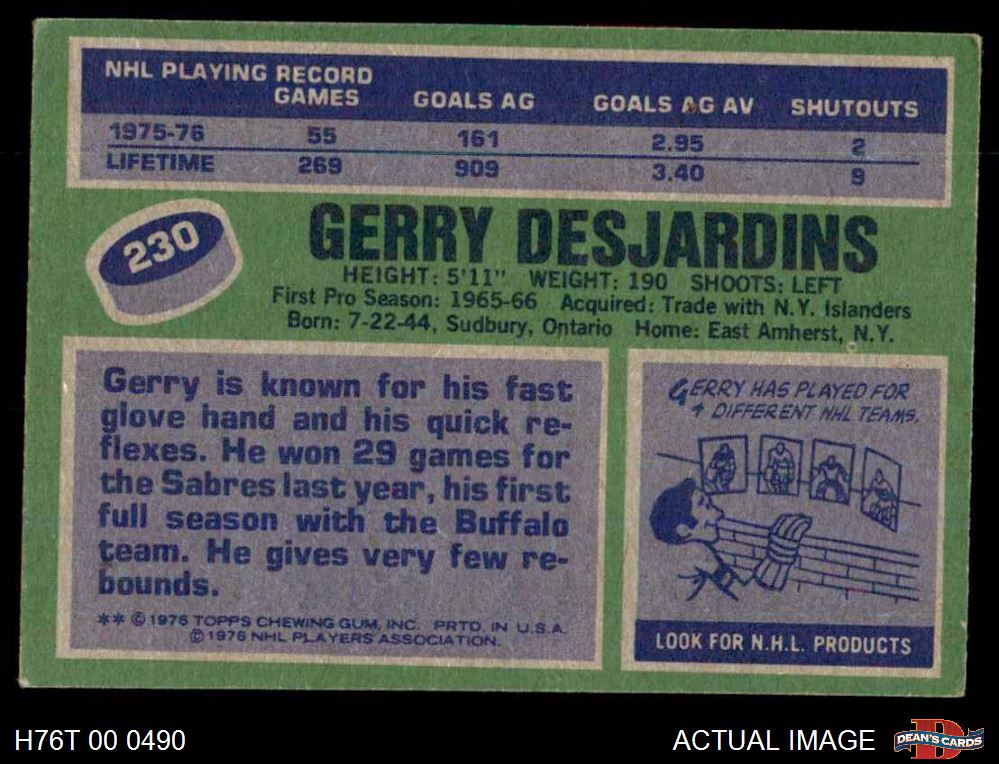 NHL PLAYING RECORD
GAMES GOALS AG GOALS AG AV SHUTOUTS
1975-76 55 161 2.95 2
LIFETIME 269 909 3.40 9
230
GERRY DESJARDINS
HEIGHT: 5'11" WEIGHT: 190 SHOOTS: LEFT
First Pro Season: 1965-66 Acquired: Trade with N.Y. Islanders
Born: 7-22-44, Sudbury, Ontario Home: East Amherst, N.Y.
Gerry is known for his fast
glove hand and his quick re-
flexes. He won 29 games for
the Sabres last year, his first
full season with the Buffalo
team. He gives very few re-
bounds.
** © 1976 TOPPS CHEWING GUM, INC. PRTD. IN U.S.A.
© 1976 NHL PLAYERS ASSOCIATION.
GERRY HAS PLAYED FOR
4 DIFFERENT NHL TEAMS.
LOOK FOR N.H.L. PRODUCTS
H76T 00 0490 ACTUAL IMAGE DEAN'S CARDS